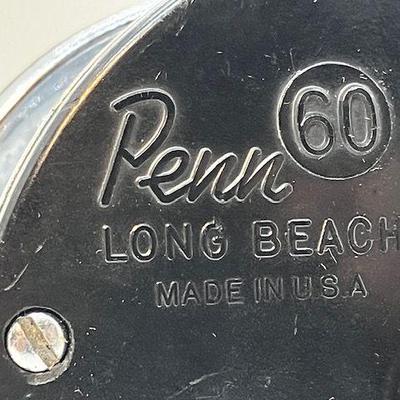 Penn 60
LONG BEACH
MADE IN U.S.A